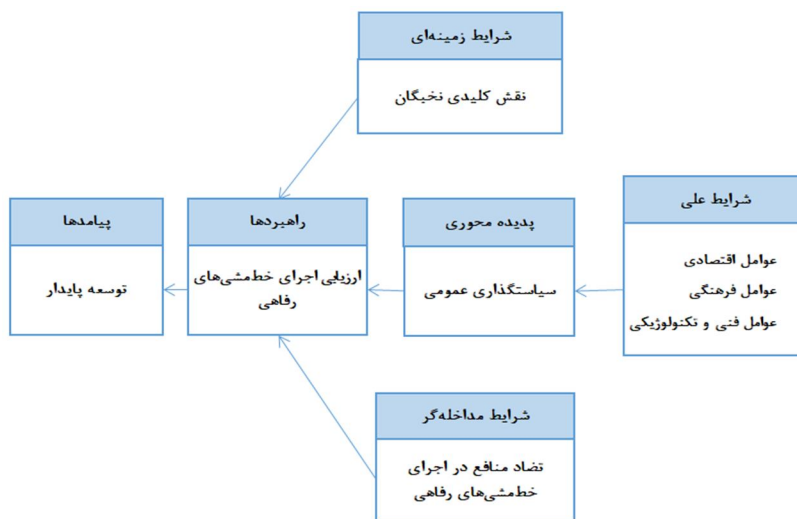 شرایط زمینه‌ای
نقش کلیدی نخبگان
شرایط علی
عوامل اقتصادی
عوامل فرهنگی
عوامل فنی و تکنولوژیکی
پدیده محوری
سیاستگذاری عمومی
راهبردها
ارزیابی اجرای خط‌مشی‌های
رفاهی
پیامدها
توسعه پایدار
شرایط مداخله‌گر
تضاد منافع در اجرای
خط‌مشی‌های رفاهی